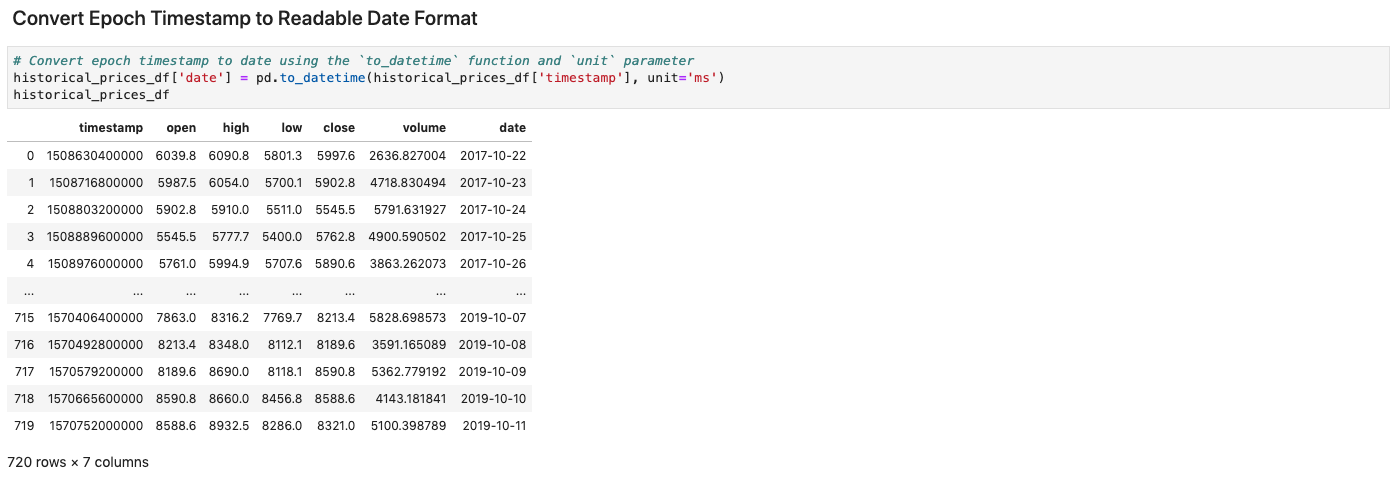 Convert Epoch Timestamp to Readable Date Format
# Convert epoch timestamp to date using the `to_datetime` function and `unit` parameter
historical_prices_df['date'] = pd.to_datetime(historical_prices_df['timestamp'], unit='ms')
historical_prices_df
timestamp open high low close volume date
0 1508630400000 6039.8 6090.8 5801.3 5997.6 2636.827004 2017-10-22
1 1508716800000 5987.5 6054.0 5700.1 5902.8 4718.830494 2017-10-23
2 1508803200000 5902.8 5910.0 5511.0 5545.5 5791.631927 2017-10-24
3 1508889600000 5545.5 5777.7 5400.0 5762.8 4900.590502 2017-10-25
4 1508976000000 5761.0 5994.9 5707.6 5890.6 3863.262073 2017-10-26
... ... ... ... ... ... ... ...
715 1570406400000 7863.0 8316.2 7769.7 8213.4 5828.698573 2019-10-07
716 1570492800000 8213.4 8348.0 8112.1 8189.6 3591.165089 2019-10-08
717 1570579200000 8189.6 8690.0 8118.1 8590.8 5362.779192 2019-10-09
718 1570665600000 8590.8 8660.0 8456.8 8588.6 4143.181841 2019-10-10
719 1570752000000 8588.6 8932.5 8286.0 8321.0 5100.398789 2019-10-11
720 rows × 7 columns